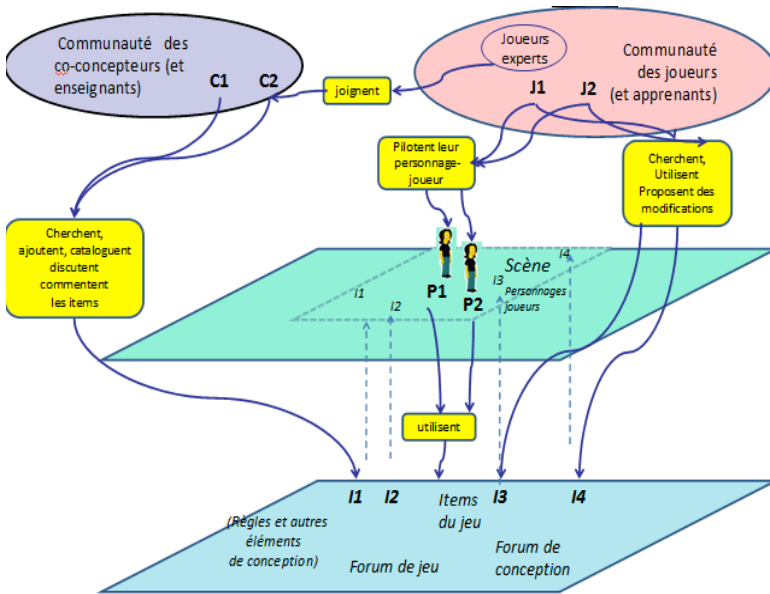 Communauté des
co-concepteurs (et
enseignants)
C1
C2
joignent
Joueurs
experts
Communauté
des joueurs
(et apprenants)
J1
J2
Pilotent leur
personnage-
joueur
Cherchent,
Utilisent
Proposent des
modifications
Cherchent,
ajoutent, cataloguent
discutent
commentent
les items
I1
I2
P1
P2
Scène
I3
I4
Personnages
joueurs
utilisent
I1
I2
Items
du jeu
I3
I4
(Règles et autres
éléments
de conception)
Forum de jeu
Forum de
conception